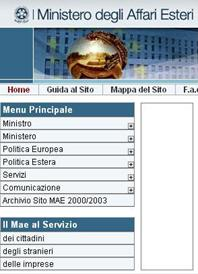 Ministero degli Affari Esteri
Home Guida al Sito Mappa del Sito F.a.
Menu Principale
Ministro
Ministero
Politica Europea
Politica Estera
Servizi
Comunicazione
Archivio Sito MAE 2000/2003
Il Mae al Servizio
dei cittadini
degli stranieri
delle imprese